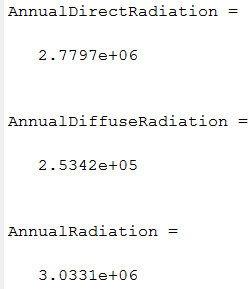 AnnualDirectRadiation =
2.7797e+06
AnnualDiffuseRadiation =
2.5342e+05
AnnualRadiation =
3.0331e+06